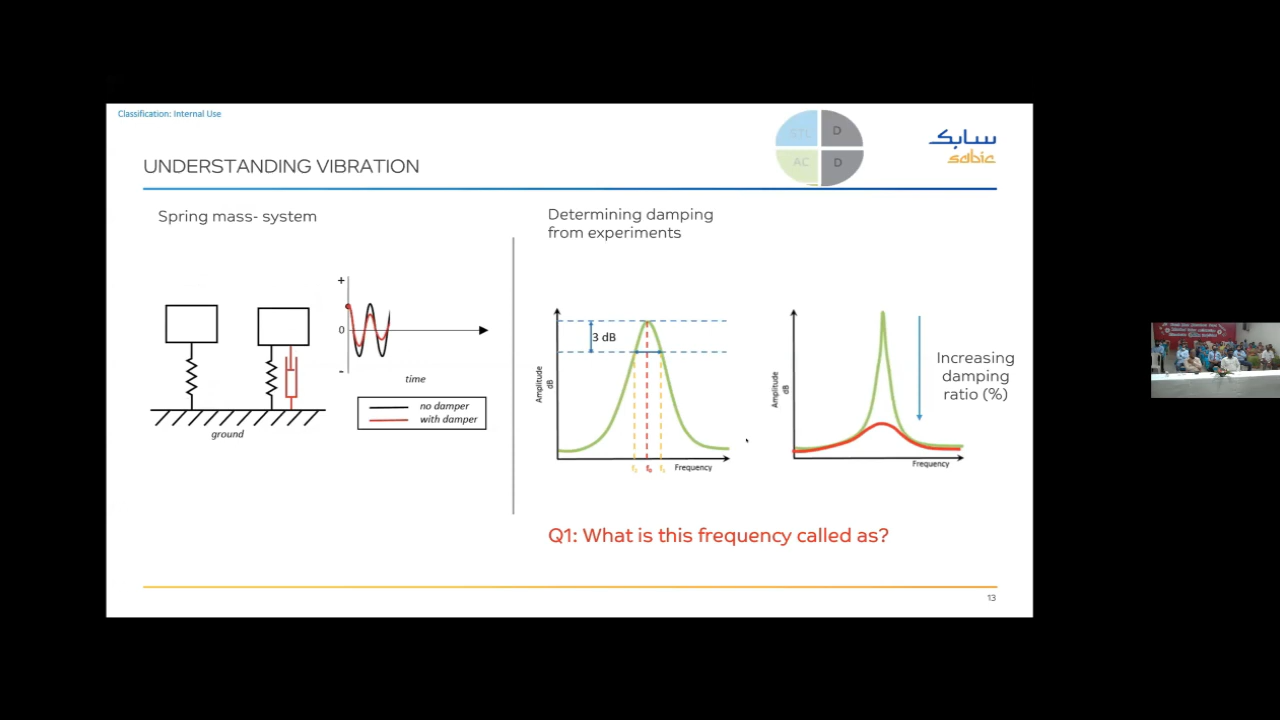 Classification: Internal Use
STL
D
AC
D
سابك
sabic
UNDERSTANDING VIBRATION
Spring mass- system
Determining damping
from experiments
+
0
-
time
no damper
with damper
ground
3 dB
Amplitude
dB
Frequency
Amplitude
dB
Frequency
Increasing
damping
ratio (%)
Q1: What is this frequency called as?
13